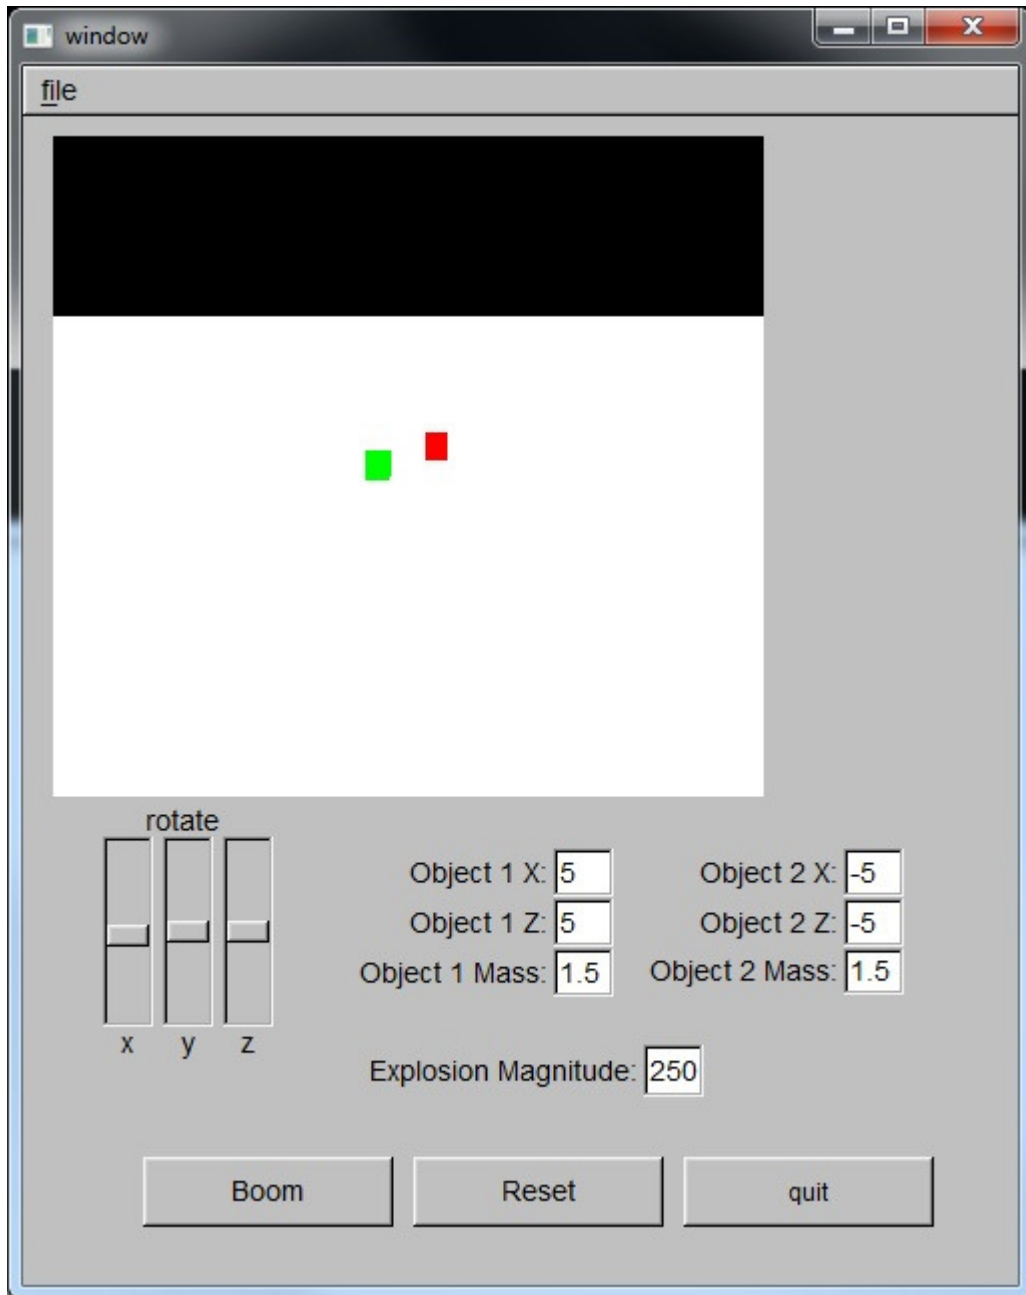 window
file
rotate
x y z
Object 1 X: 5
Object 2 X: -5
Object 1 Z: 5
Object 2 Z: -5
Object 1 Mass: 1.5
Object 2 Mass: 1.5
Explosion Magnitude: 250
Boom
Reset
quit